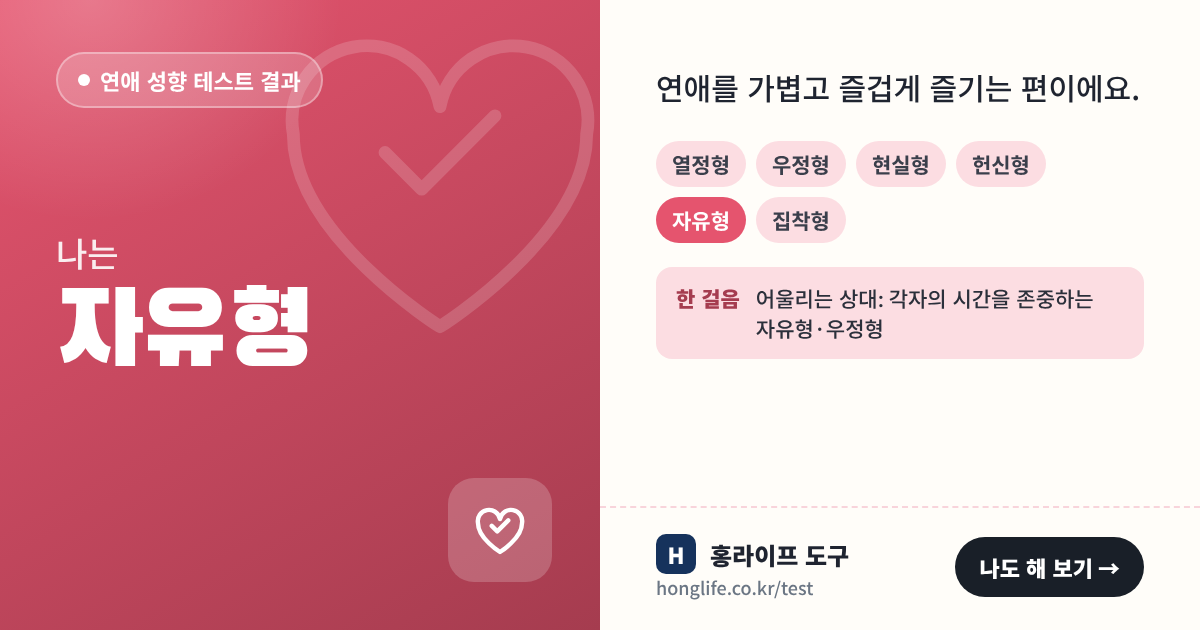 연애 성향 테스트 결과
나는
자유형
연애를 가볍고 즐겁게 즐기는 편이에요.
열정형 우정형 현실형 헌신형
자유형 집착형
한 걸음 어울리는 상대: 각자의 시간을 존중하는
자유형·우정형
H 홍라이프 도구
honglife.co.kr/test
나도 해 보기 →